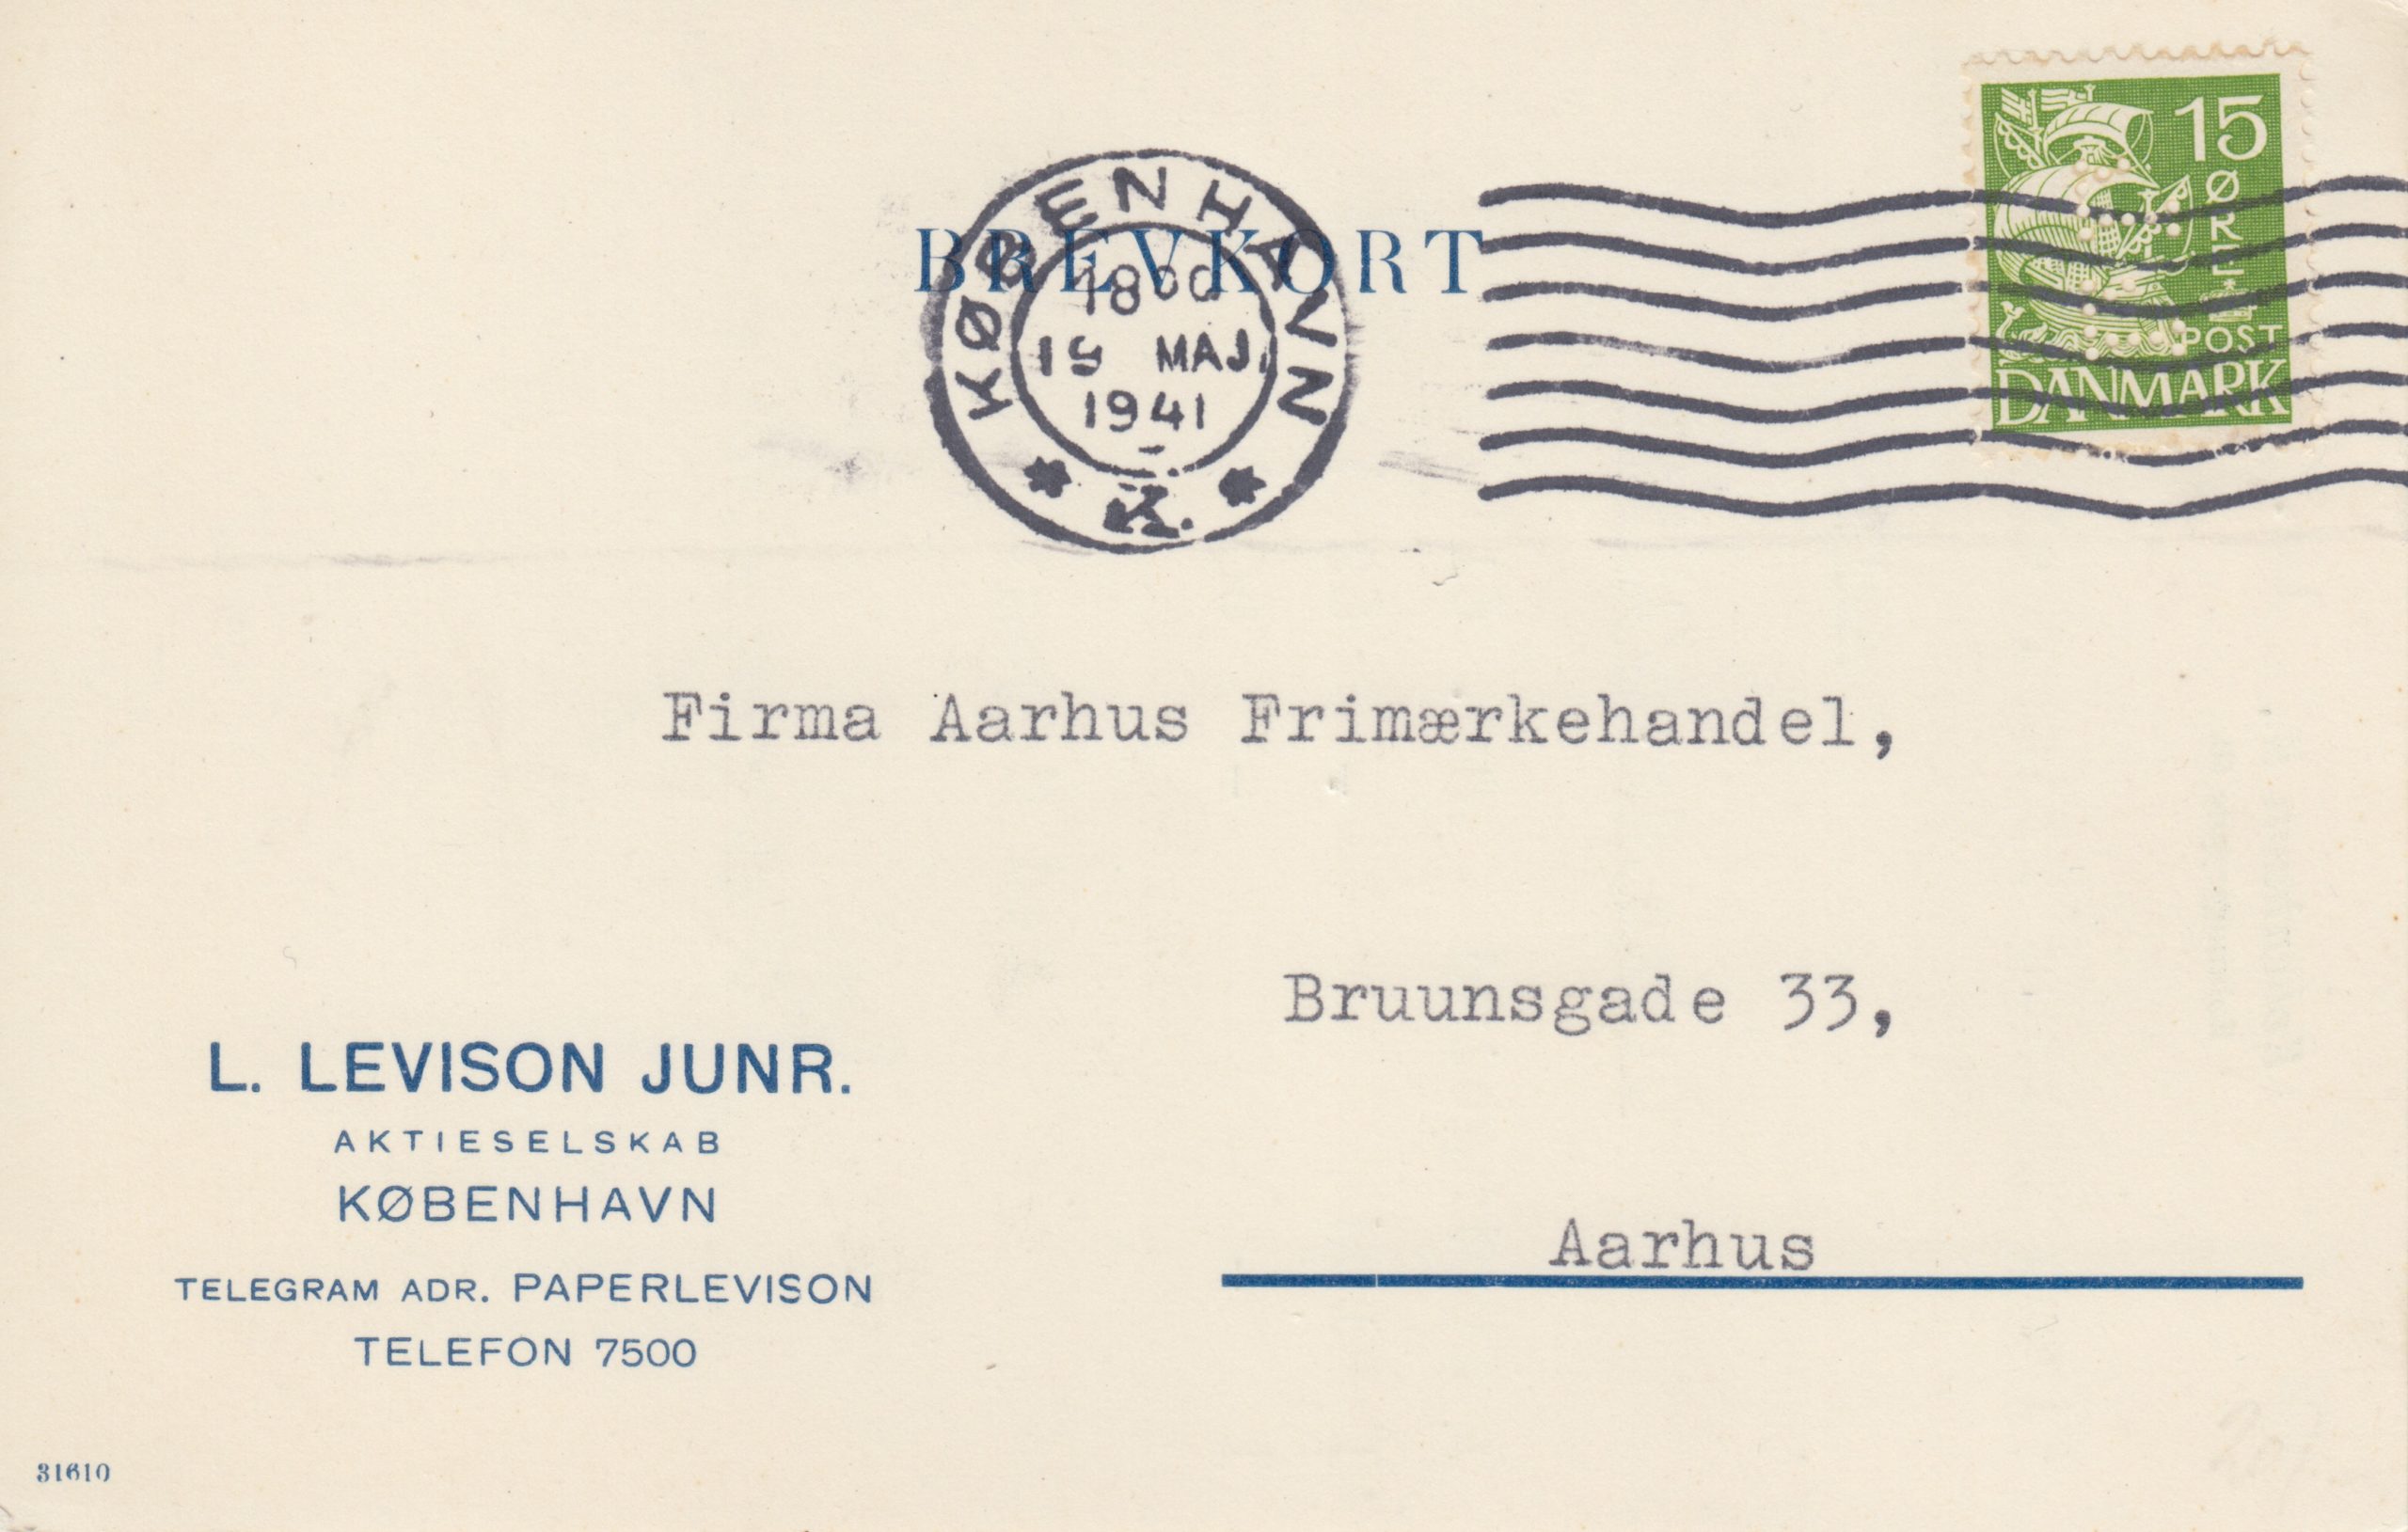 BREVKORT
KØBENHAVN
18 00
19 MAJ.
1941
K.
15
ØRE
POST
DANMARK
Firma Aarhus Frimærkehandel,
Bruunsgade 33,
Aarhus
L. LEVISON JUNR.
AKTIESELSKAB
KØBENHAVN
TELEGRAM ADR. PAPERLEVISON
TELEFON 7500
31610